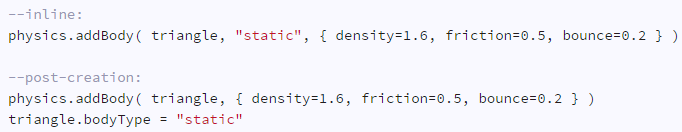 --inline:
physics.addBody( triangle, "static", { density=1.6, friction=0.5, bounce=0.2 } )
--post-creation:
physics.addBody( triangle, { density=1.6, friction=0.5, bounce=0.2 } )
triangle.bodyType = "static"